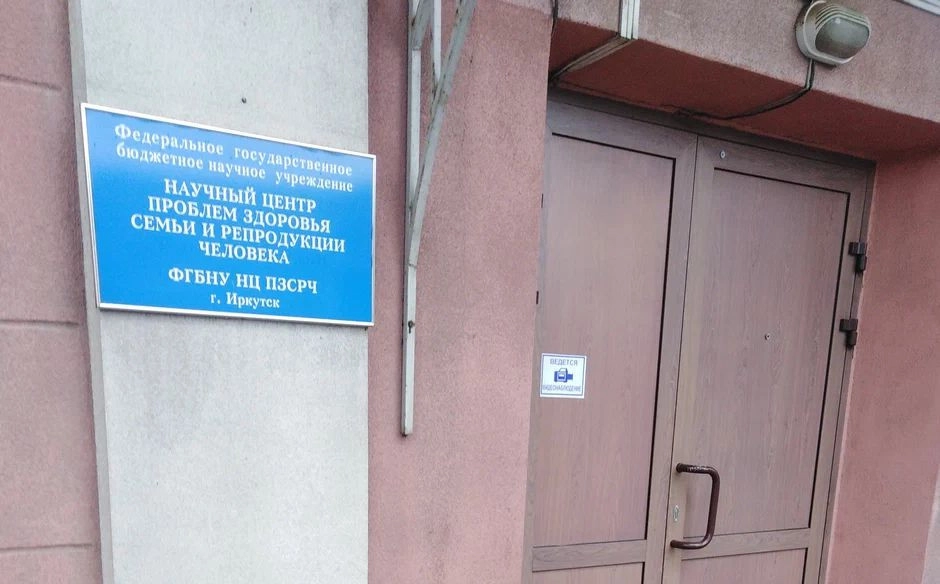 Федеральное государственное
бюджетное научное учреждение
НАУЧНЫЙ ЦЕНТР
ПРОБЛЕМ ЗДОРОВЬЯ
СЕМЬИ И РЕПРОДУКЦИИ
ЧЕЛОВЕКА
ФГБНУ НЦ ПЗСРЧ
г. Иркутск
ВЕДЕТСЯ
ВИДЕОНАБЛЮДЕНИЕ